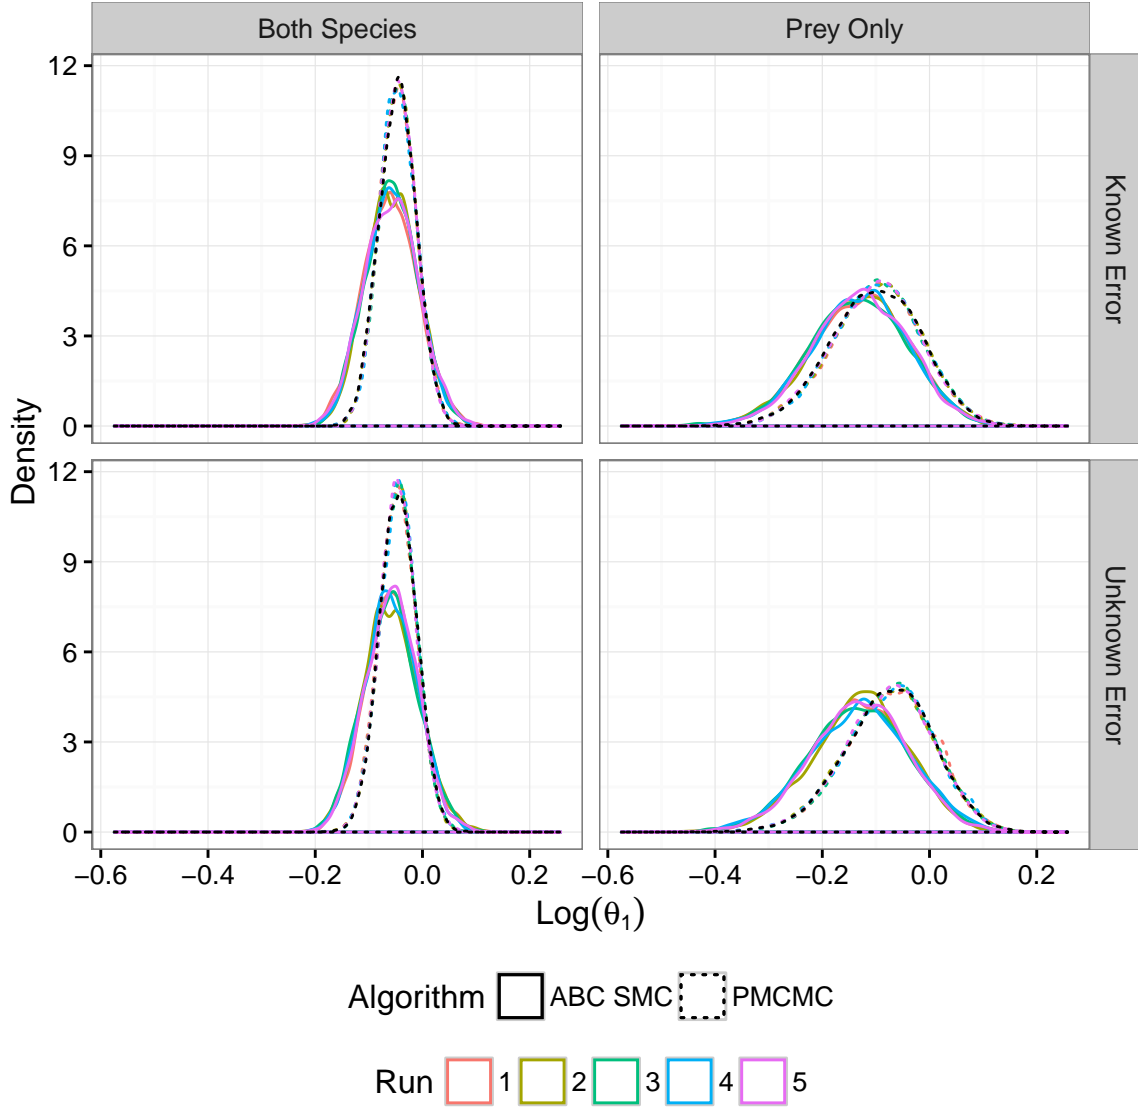 Both Species
Prey Only
12
9
6
3
0
Known Error
Density
12
9
6
3
0
Unknown Error
−0.6 −0.4 −0.2 0.0 0.2
−0.6 −0.4 −0.2 0.0 0.2
Log(θ₁)
Algorithm ABC SMC PMCMC
Run 1 2 3 4 5